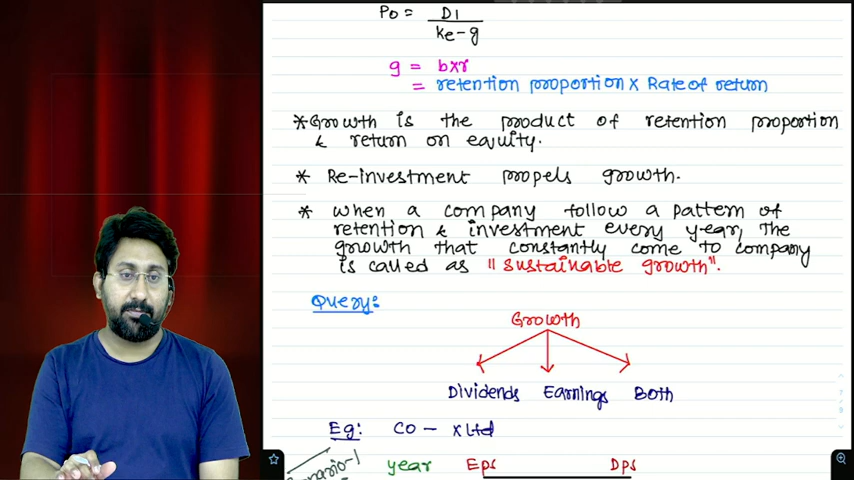 P0 = D1
ke-g
g = bxr
= retention proportion x Rate of return
*Growth is the product of retention proportion
& return on equity.
* Re-investment propels growth.
* when a company follow a pattern of
retention & investment every year, the
growth that constantly come to company
is called as "sustainable growth".
Query:
Growth
Dividends Earnings Both
Eg: CO - X Ltd
year Eps Dps